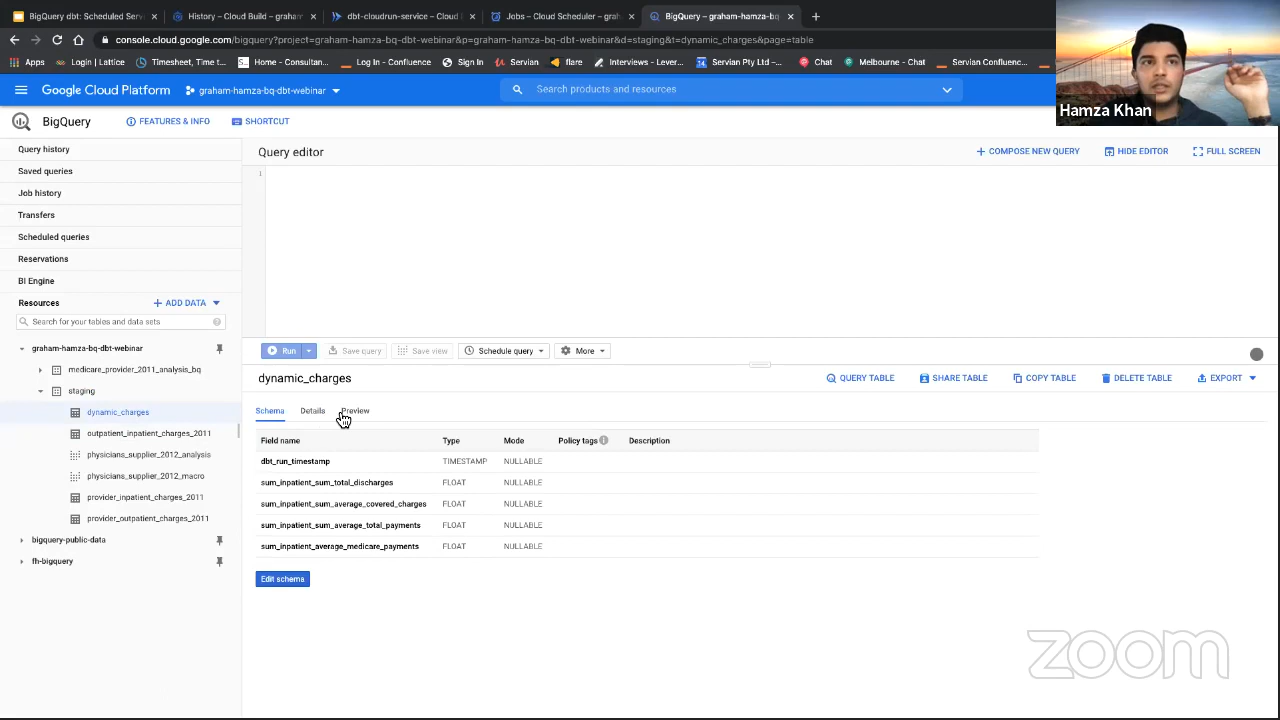 BigQuery dbt: Scheduled Serv
History – Cloud Build – graham
dbt-cloudrun-service – Cloud R
Jobs – Cloud Scheduler – grah
BigQuery – graham-hamza-bq-
console.cloud.google.com/bigquery?project=graham-hamza-bq-dbt-webinar&p=graham-hamza-bq-dbt-webinar&d=staging&t=dynamic_charges&page=table
Apps
Login | Lattice
Timesheet, Time t...
Home - Consultan...
Log In - Confluence
Sign In
Servian
flare
Interviews - Lever...
Servian Pty Ltd –...
Chat
Melbourne - Chat
Servian Confluenc...
Hamza Khan
Google Cloud Platform
graham-hamza-bq-dbt-webinar
Search products and resources
BigQuery
FEATURES & INFO
SHORTCUT
Query history
Saved queries
Job history
Transfers
Scheduled queries
Reservations
BI Engine
Resources
+ ADD DATA
Search for your tables and data sets
graham-hamza-bq-dbt-webinar
medicare_provider_2011_analysis_bq
staging
dynamic_charges
outpatient_inpatient_charges_2011
physicians_supplier_2012_analysis
physicians_supplier_2012_macro
provider_inpatient_charges_2011
provider_outpatient_charges_2011
bigquery-public-data
fh-bigquery
Query editor
+ COMPOSE NEW QUERY
HIDE EDITOR
FULL SCREEN
1
Run
Save query
Save view
Schedule query
More
dynamic_charges
QUERY TABLE
SHARE TABLE
COPY TABLE
DELETE TABLE
EXPORT
Schema Details Preview
Field name Type Mode Policy tags Description
dbt_run_timestamp TIMESTAMP NULLABLE
sum_inpatient_sum_total_discharges FLOAT NULLABLE
sum_inpatient_sum_average_covered_charges FLOAT NULLABLE
sum_inpatient_sum_average_total_payments FLOAT NULLABLE
sum_inpatient_average_medicare_payments FLOAT NULLABLE
Edit schema
zoom